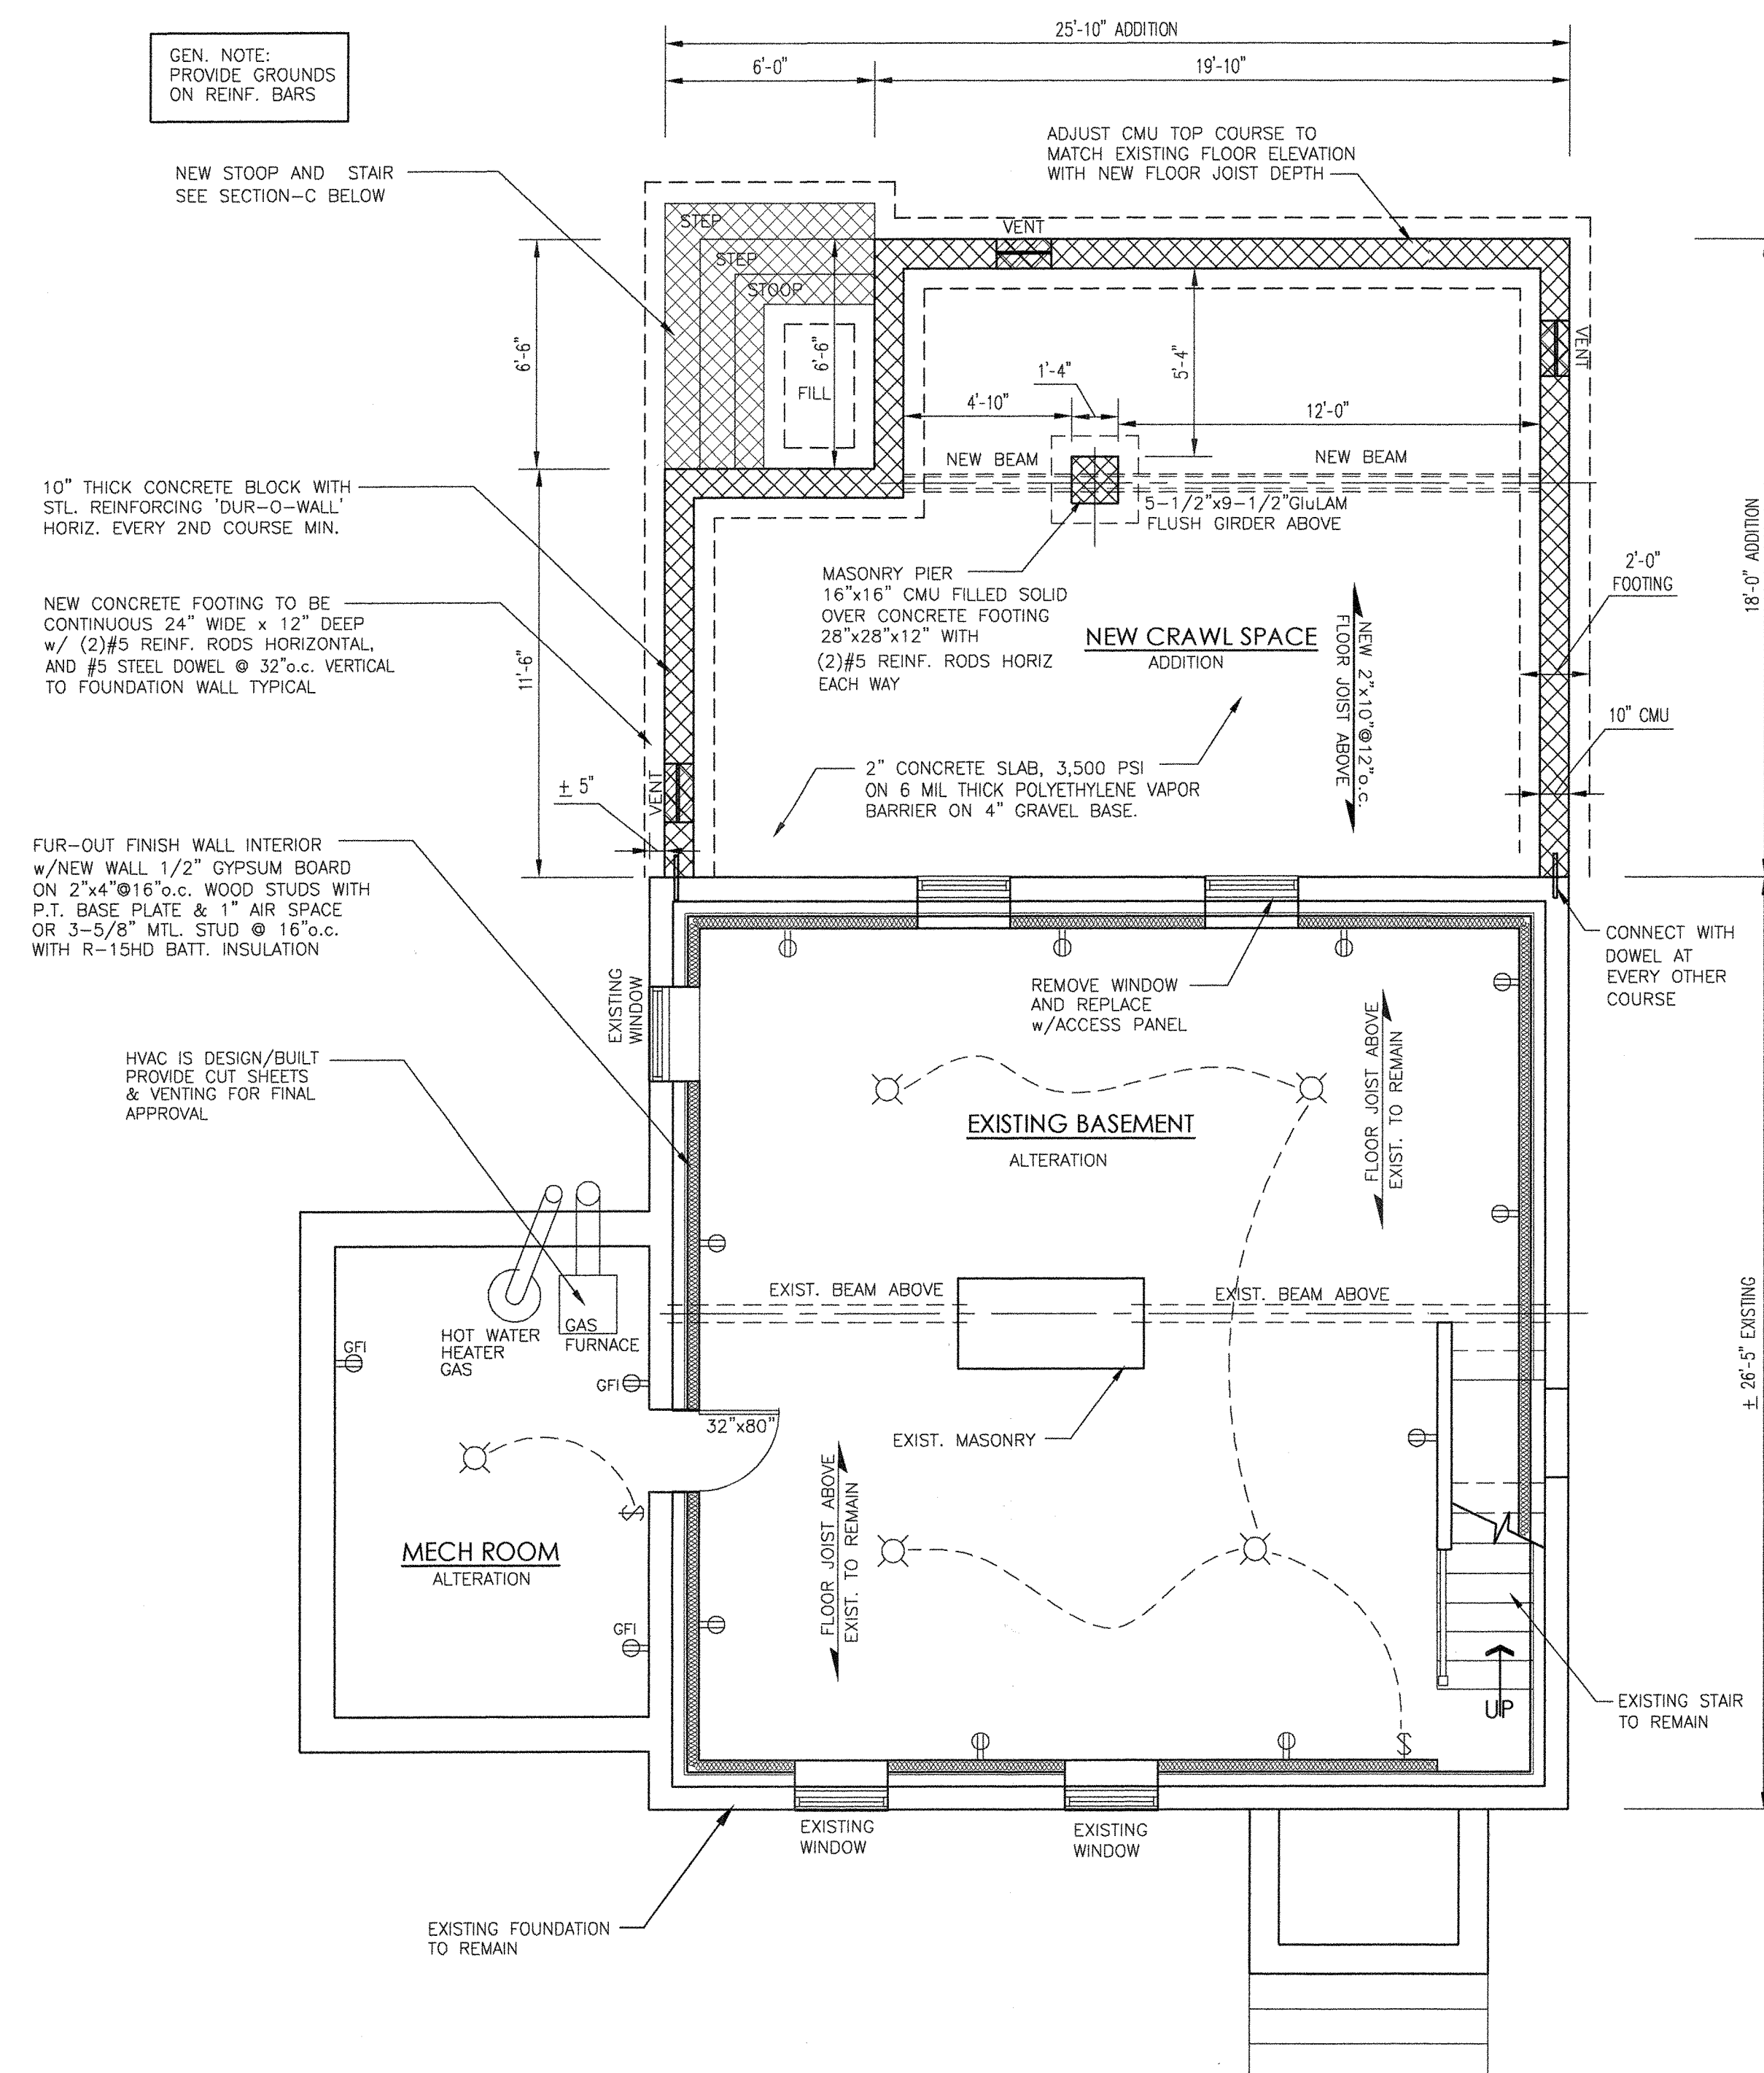 25'-10" ADDITION
6'-0"
19'-10"
GEN. NOTE:
PROVIDE GROUNDS
ON REINF. BARS
ADJUST CMU TOP COURSE TO
MATCH EXISTING FLOOR ELEVATION
WITH NEW FLOOR JOIST DEPTH
NEW STOOP AND STAIR
SEE SECTION-C BELOW
STEP
STEP
STOOP
FILL
6'-6"
6'-6"
VENT
VENT
5'-4"
1'-4"
4'-10"
12'-0"
NEW BEAM
NEW BEAM
5-1/2"x9-1/2"GluLAM
FLUSH GIRDER ABOVE
10" THICK CONCRETE BLOCK WITH
STL. REINFORCING 'DUR-O-WALL'
HORIZ. EVERY 2ND COURSE MIN.
MASONRY PIER
16"x16" CMU FILLED SOLID
OVER CONCRETE FOOTING
28"x28"x12" WITH
(2)#5 REINF. RODS HORIZ
EACH WAY
NEW CRAWL SPACE
ADDITION
NEW 2"x10"@12"o.c.
FLOOR JOIST ABOVE
2'-0"
FOOTING
18'-0" ADDITION
NEW CONCRETE FOOTING TO BE
CONTINUOUS 24" WIDE x 12" DEEP
w/ (2)#5 REINF. RODS HORIZONTAL,
AND #5 STEEL DOWEL @ 32"o.c. VERTICAL
TO FOUNDATION WALL TYPICAL
11'-6"
10" CMU
2" CONCRETE SLAB, 3,500 PSI
ON 6 MIL THICK POLYETHYLENE VAPOR
BARRIER ON 4" GRAVEL BASE.
± 5"
VENT
FUR-OUT FINISH WALL INTERIOR
w/NEW WALL 1/2" GYPSUM BOARD
ON 2"x4"@16"o.c. WOOD STUDS WITH
P.T. BASE PLATE & 1" AIR SPACE
OR 3-5/8" MTL. STUD @ 16"o.c.
WITH R-15HD BATT. INSULATION
CONNECT WITH
DOWEL AT
EVERY OTHER
COURSE
EXISTING
WINDOW
REMOVE WINDOW
AND REPLACE
w/ACCESS PANEL
FLOOR JOIST ABOVE
EXIST. TO REMAIN
HVAC IS DESIGN/BUILT
PROVIDE CUT SHEETS
& VENTING FOR FINAL
APPROVAL
EXISTING BASEMENT
ALTERATION
EXIST. BEAM ABOVE
EXIST. BEAM ABOVE
± 26'-5" EXISTING
HOT WATER
HEATER
GAS
GAS
FURNACE
GFI
GFI
32"x80"
EXIST. MASONRY
FLOOR JOIST ABOVE
EXIST. TO REMAIN
MECH ROOM
ALTERATION
GFI
UP
EXISTING STAIR
TO REMAIN
EXISTING
WINDOW
EXISTING
WINDOW
EXISTING FOUNDATION
TO REMAIN